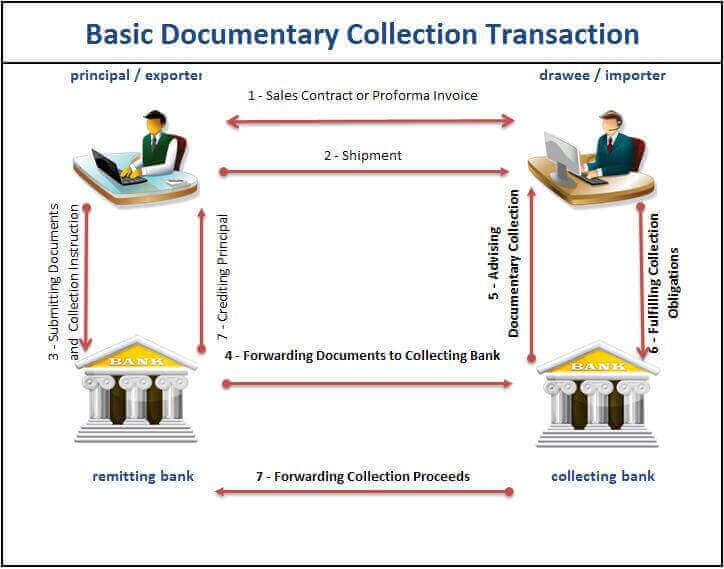 Basic Documentary Collection Transaction
principal / exporter
drawee / importer
1 - Sales Contract or Proforma Invoice
2 - Shipment
3 - Submitting Documents
and Collection Instruction
7 - Crediting Principal
5 - Advising
Documentary Collection
6 - Fulfilling Collection
Obligations
BANK
4 - Forwarding Documents to Collecting Bank
BANK
remitting bank
7 - Forwarding Collection Proceeds
collecting bank